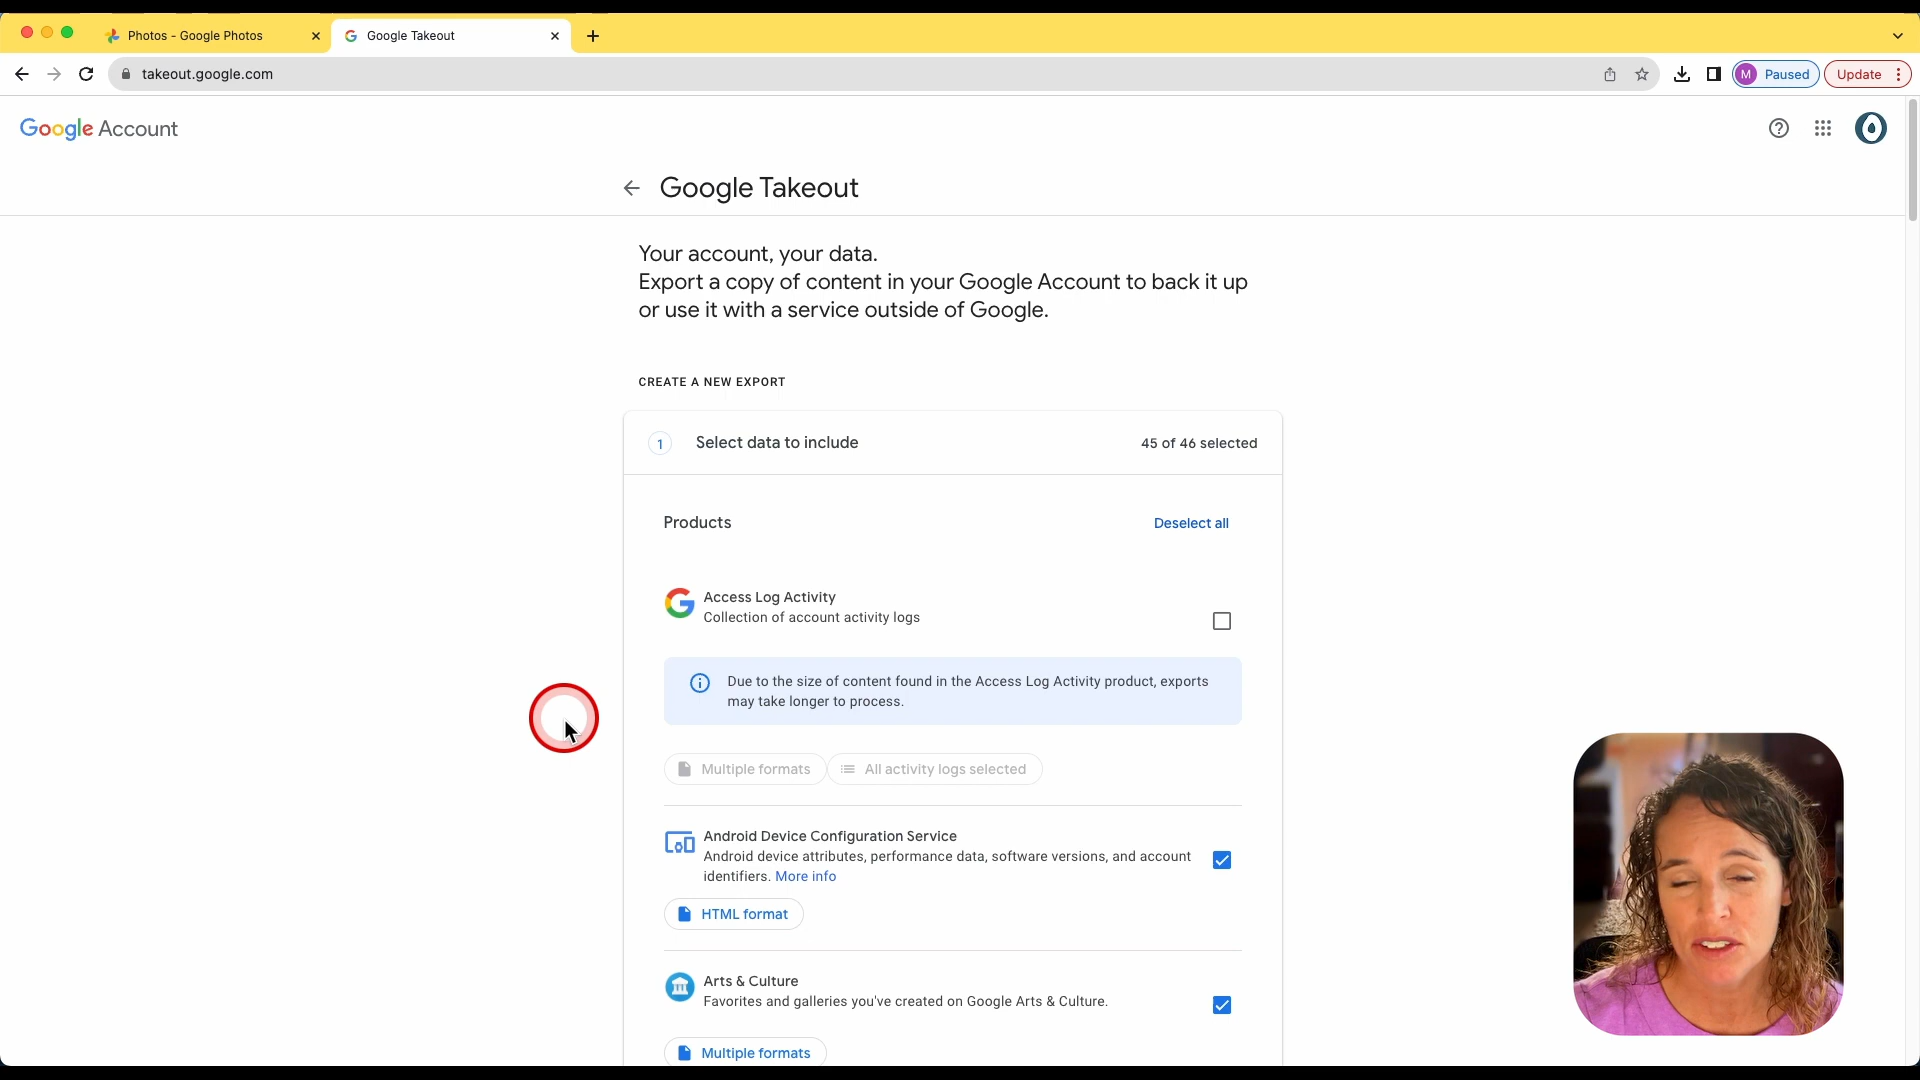 Photos - Google Photos
Google Takeout
takeout.google.com
M
Paused
Update
Google Account
Google Takeout
Your account, your data.
Export a copy of content in your Google Account to back it up
or use it with a service outside of Google.
CREATE A NEW EXPORT
1
Select data to include
45 of 46 selected
Products
Deselect all
Access Log Activity
Collection of account activity logs
Due to the size of content found in the Access Log Activity product, exports
may take longer to process.
Multiple formats
All activity logs selected
Android Device Configuration Service
Android device attributes, performance data, software versions, and account
identifiers. More info
HTML format
Arts & Culture
Favorites and galleries you've created on Google Arts & Culture.
Multiple formats